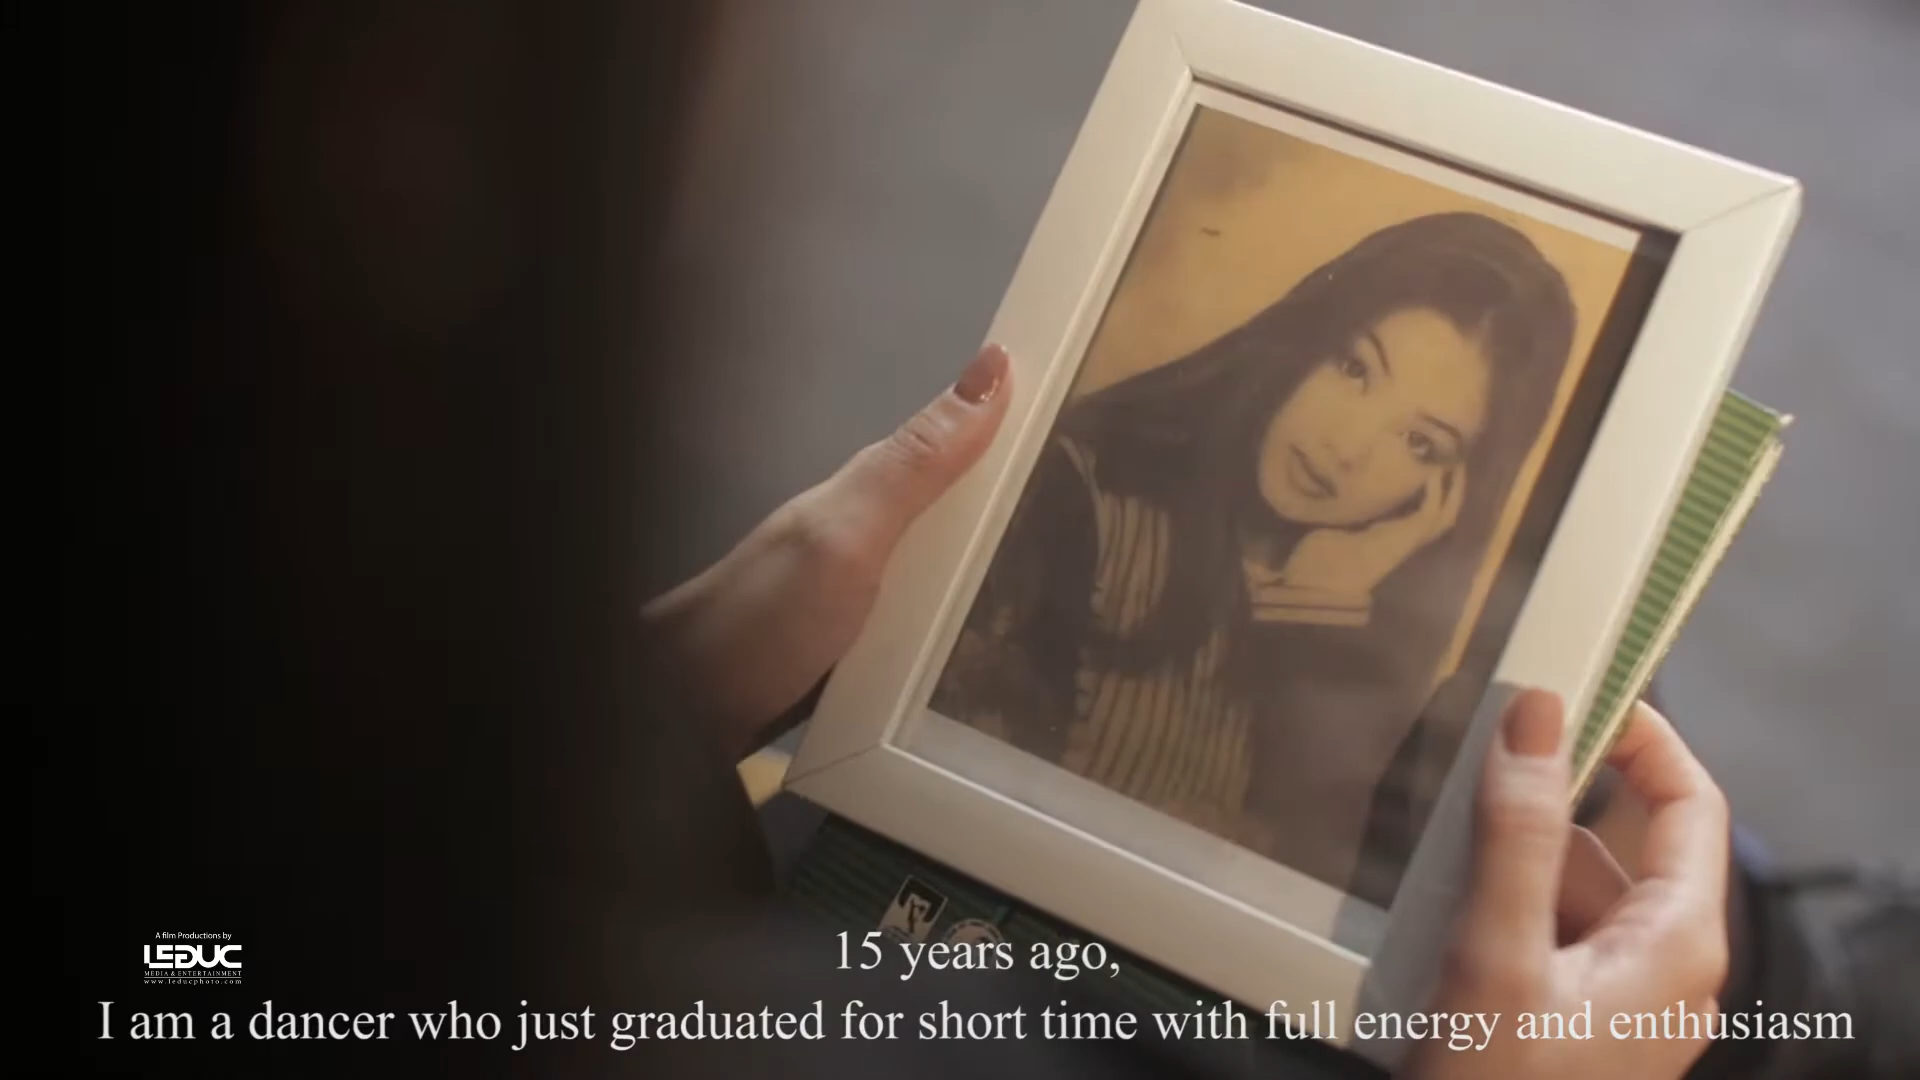 A film Productions by
LEDUC
MEDIA & ENTERTAINMENT
www.leducphoto.com
15 years ago,
I am a dancer who just graduated for short time with full energy and enthusiasm